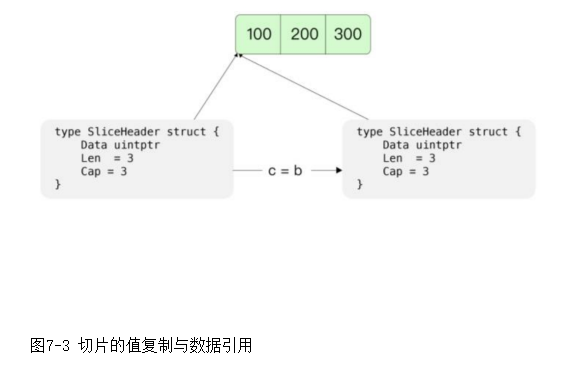 100 200 300
type SliceHeader struct {
    Data uintptr
    Len  = 3
    Cap = 3
}
c = b
type SliceHeader struct {
    Data uintptr
    Len  = 3
    Cap = 3
}
图7-3 切片的值复制与数据引用